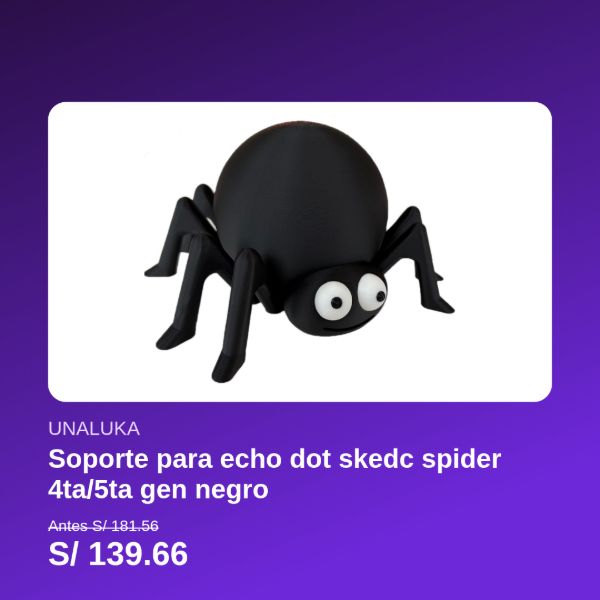 UNALUKA
Soporte para echo dot skedc spider
4ta/5ta gen negro
Antes S/ 181.56
S/ 139.66